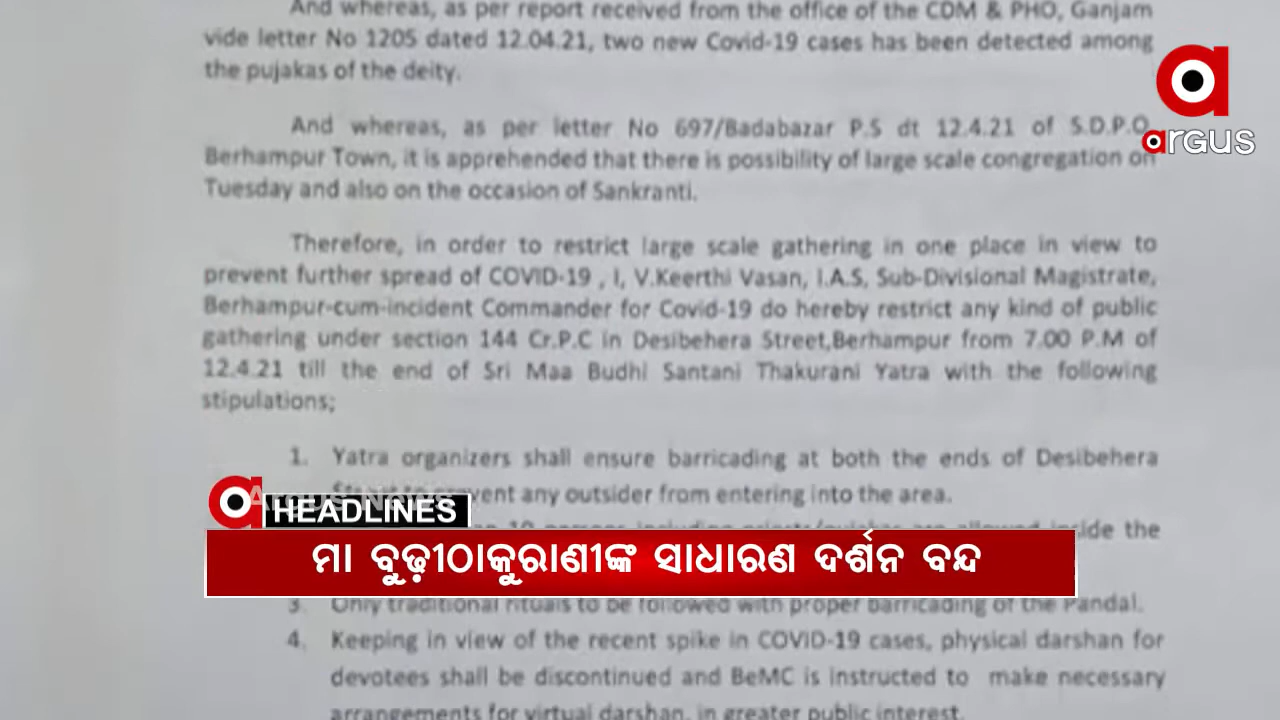 And whereas, as per report received from the office of the CDM & PHO, Ganjam
vide letter No 1205 dated 12.04.21, two new Covid-19 cases has been detected among
the pujakas of the deity.
And whereas, as per letter No 697/Badabazar P.S dt 12.4.21 of S.D.P.O
Berhampur Town, it is apprehended that there is possibility of large scale congregation on
Tuesday and also on the occasion of Sankranti.
argus
Therefore, in order to restrict large scale gathering in one place in view to
prevent further spread of COVID-19 , I, V.Keerthi Vasan, I.A.S, Sub-Divisional Magistrate,
Berhampur-cum-incident Commander for Covid-19 do hereby restrict any kind of public
gathering under section 144 Cr.P.C in Desibehera Street,Berhampur from 7.00 P.M of
12.4.21 till the end of Sri Maa Budhi Santani Thakurani Yatra with the following
stipulations;
1. Yatra organizers shall ensure barricading at both the ends of Desibehera
any outsider from entering into the area.
Argus News
HEADLINES
the
ମା ବୁଢ଼ୀଠାକୁରାଣୀଙ୍କ ସାଧାରଣ ଦର୍ଶନ ବନ୍ଦ
3. Only traditional rituals to be followed with proper barricading of the Pandal.
4. Keeping in view of the recent spike in COVID-19 cases, physical darshan for
devotees shall be discontinued and BeMC is instructed to make necessary
arrangements for virtual darshan, in greater public interest.